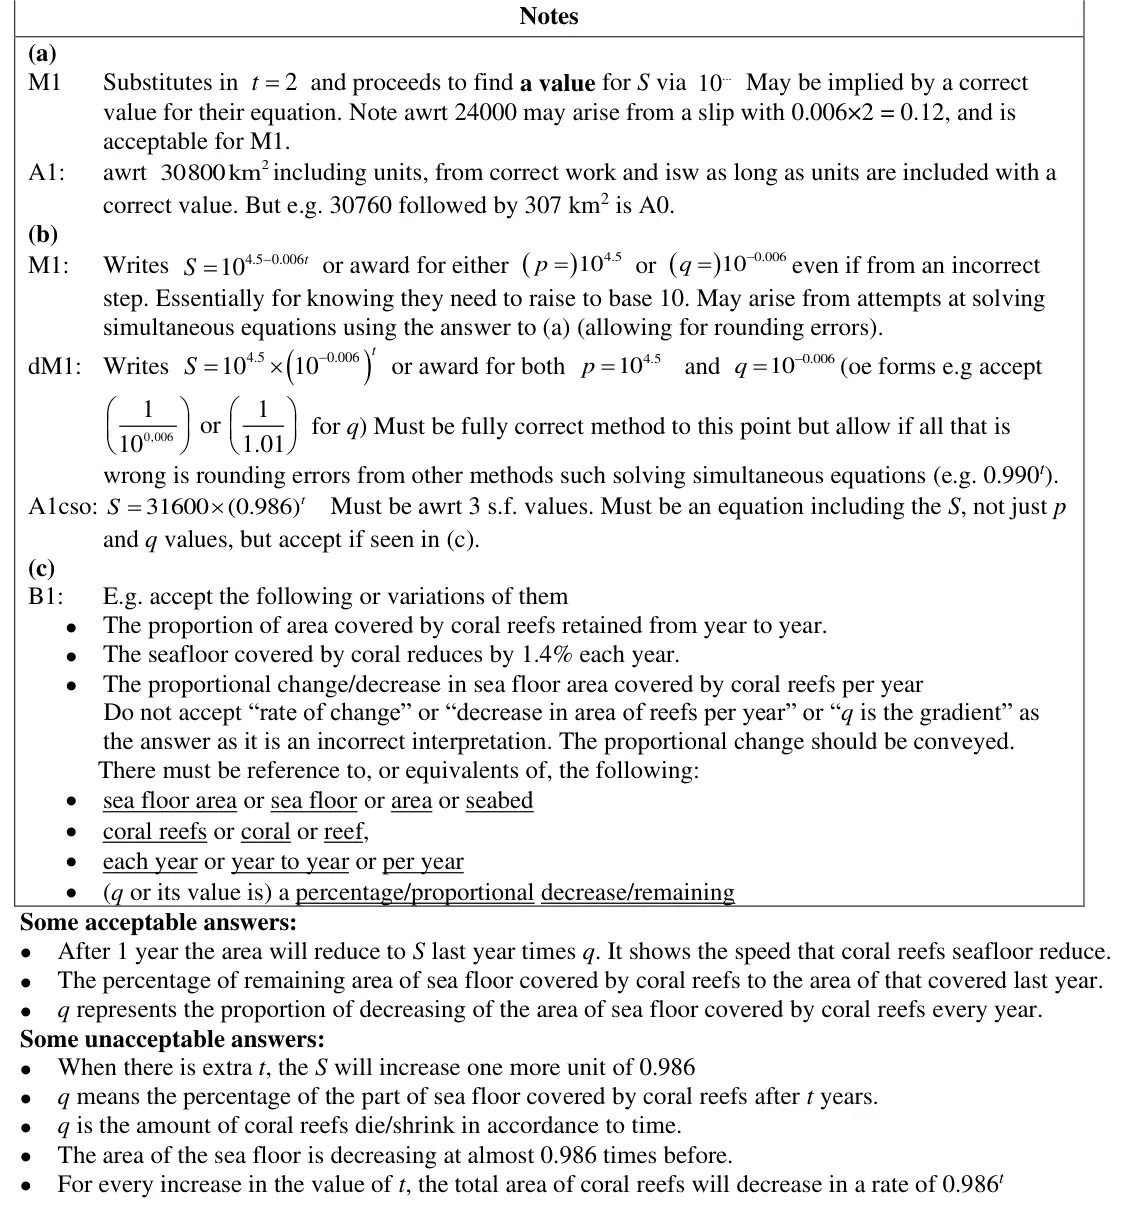 Notes
(a)
M1 Substitutes in t = 2 and proceeds to find a value for S via 10^... May be implied by a correct
value for their equation. Note awrt 24000 may arise from a slip with 0.006×2 = 0.12, and is
acceptable for M1.
A1: awrt 30800 km² including units, from correct work and isw as long as units are included with a
correct value. But e.g. 30760 followed by 307 km² is A0.
(b)
M1: Writes S = 10^(4.5−0.006t) or award for either (p =)10^4.5 or (q =)10^−0.006 even if from an incorrect
step. Essentially for knowing they need to raise to base 10. May arise from attempts at solving
simultaneous equations using the answer to (a) (allowing for rounding errors).
dM1: Writes S = 10^4.5 × (10^−0.006)^t or award for both p = 10^4.5 and q = 10^−0.006 (oe forms e.g accept
(1/10^0.006) or (1/1.01) for q) Must be fully correct method to this point but allow if all that is
wrong is rounding errors from other methods such solving simultaneous equations (e.g. 0.990^t).
A1cso: S = 31600×(0.986)^t Must be awrt 3 s.f. values. Must be an equation including the S, not just p
and q values, but accept if seen in (c).
(c)
B1: E.g. accept the following or variations of them
• The proportion of area covered by coral reefs retained from year to year.
• The seafloor covered by coral reduces by 1.4% each year.
• The proportional change/decrease in sea floor area covered by coral reefs per year
Do not accept “rate of change” or “decrease in area of reefs per year” or “q is the gradient” as
the answer as it is an incorrect interpretation. The proportional change should be conveyed.
There must be reference to, or equivalents of, the following:
• sea floor area or sea floor or area or seabed
• coral reefs or coral or reef,
• each year or year to year or per year
• (q or its value is) a percentage/proportional decrease/remaining
Some acceptable answers:
• After 1 year the area will reduce to S last year times q. It shows the speed that coral reefs seafloor reduce.
• The percentage of remaining area of sea floor covered by coral reefs to the area of that covered last year.
• q represents the proportion of decreasing of the area of sea floor covered by coral reefs every year.
Some unacceptable answers:
• When there is extra t, the S will increase one more unit of 0.986
• q means the percentage of the part of sea floor covered by coral reefs after t years.
• q is the amount of coral reefs die/shrink in accordance to time.
• The area of the sea floor is decreasing at almost 0.986 times before.
• For every increase in the value of t, the total area of coral reefs will decrease in a rate of 0.986^t